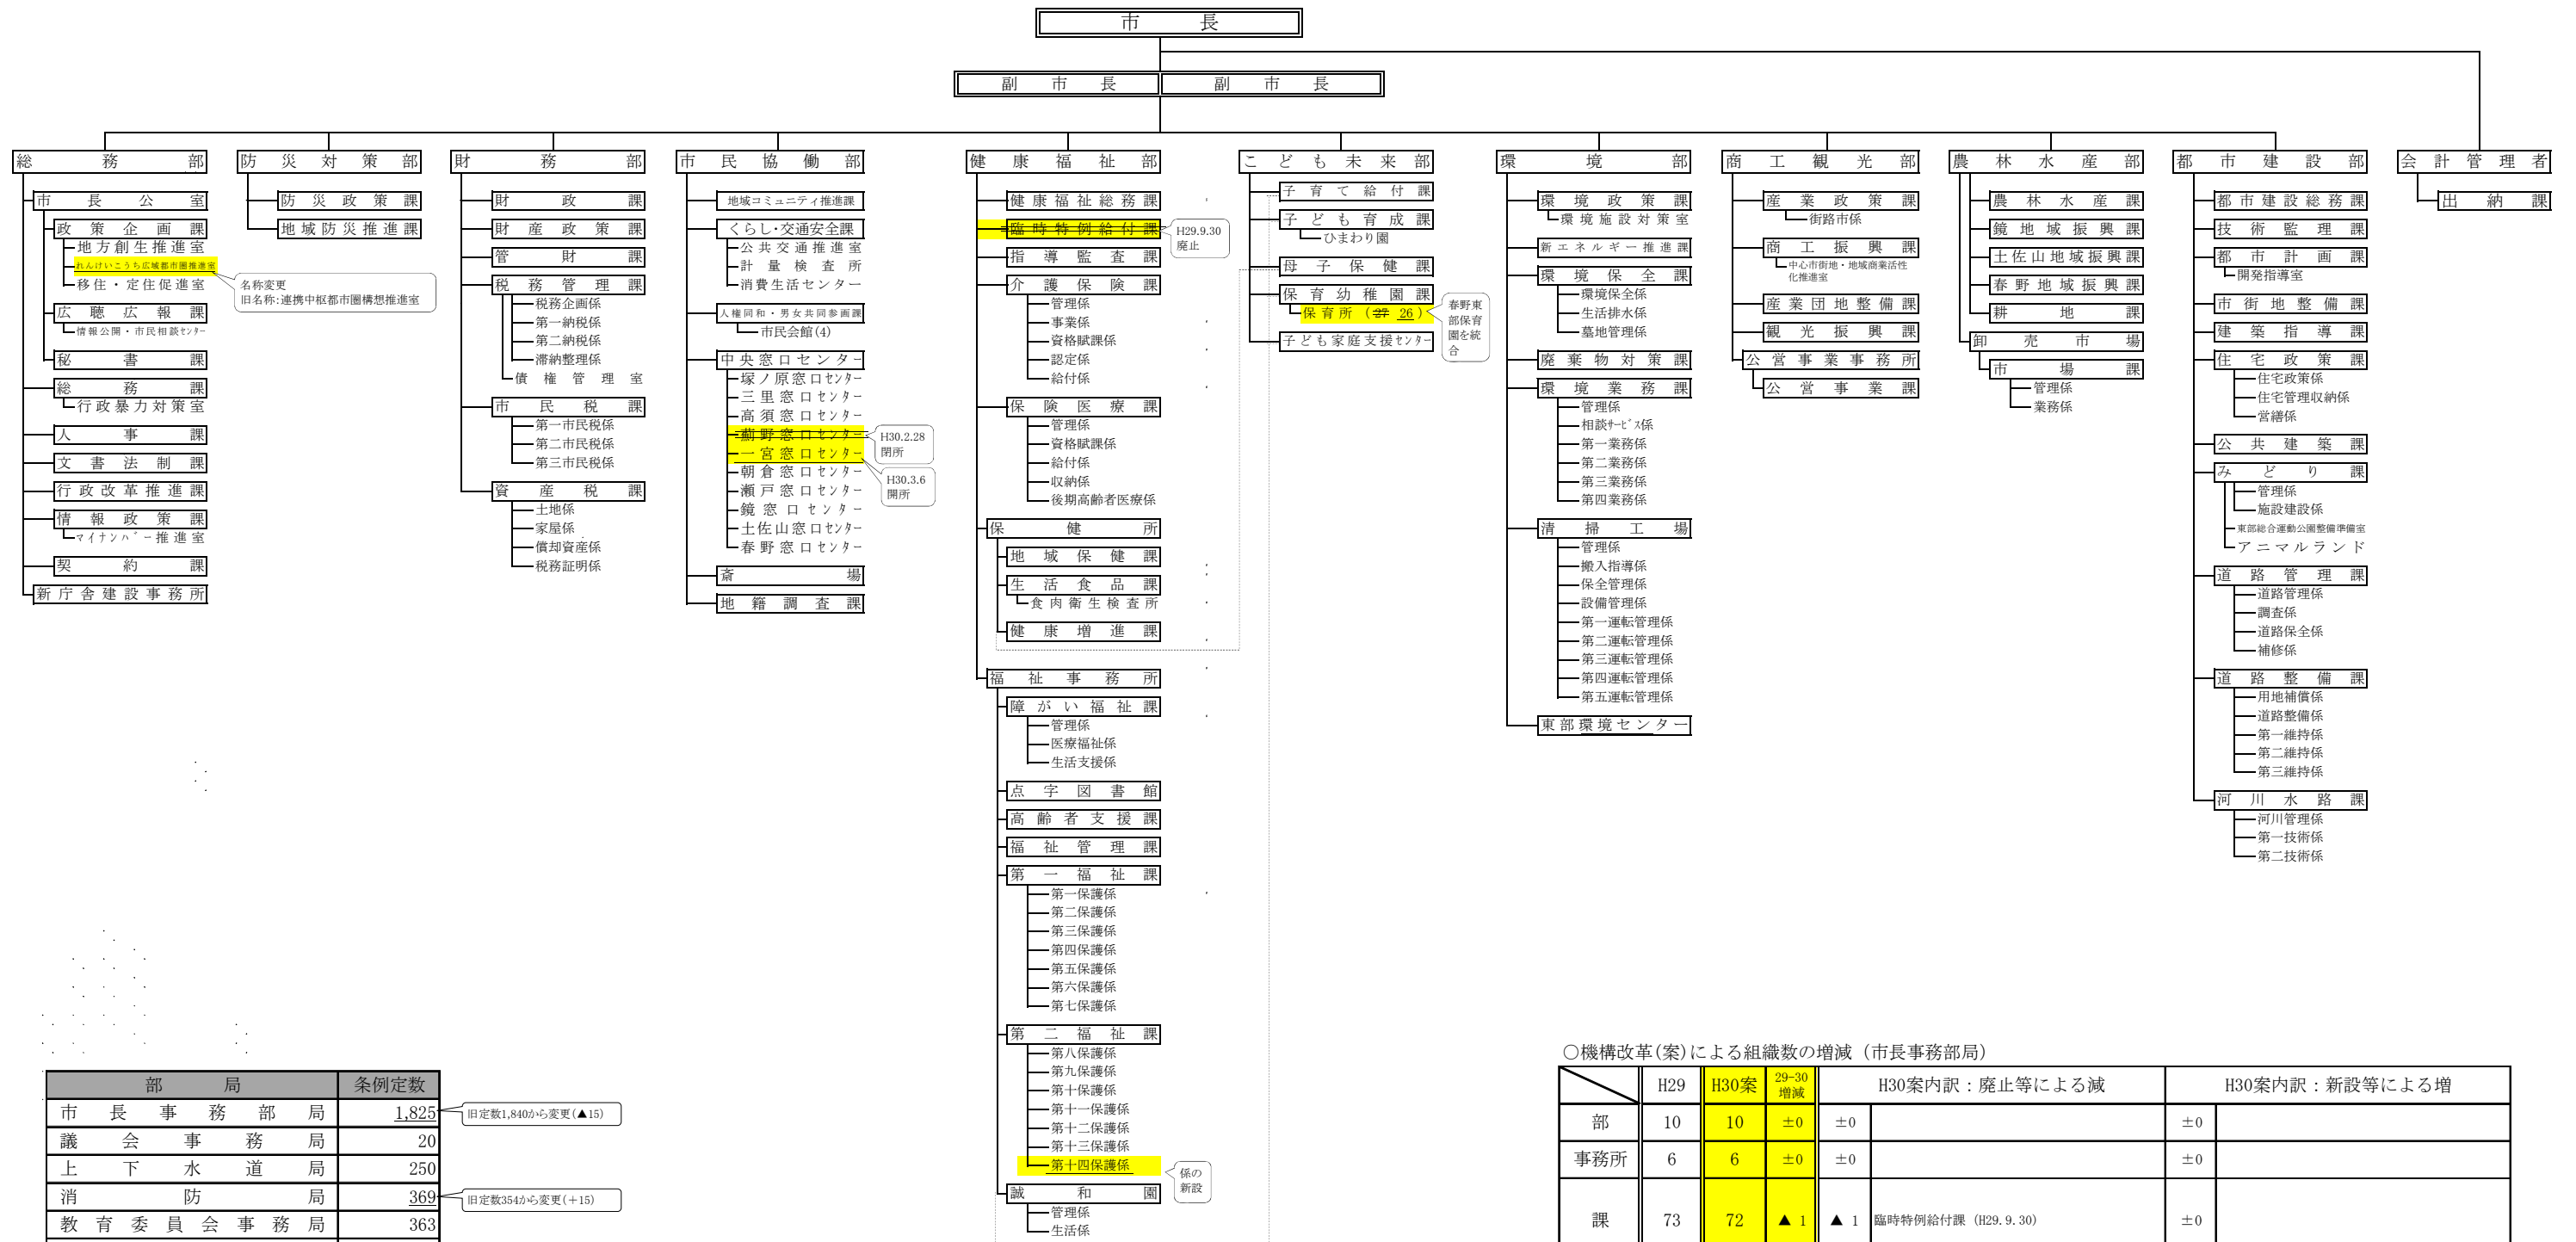 市長
副市長 副市長
総務部
市長公室
政策企画課
地方創生推進室
れんけいこうち広域都市圏推進室
移住・定住促進室
名称変更
旧名称:連携中枢都市圏構想推進室
広聴広報課
情報公開・市民相談センター
秘書課
総務課
行政暴力対策室
人事課
文書法制課
行政改革推進課
情報政策課
マイナンバー推進室
契約課
新庁舎建設事務所
防災対策部
防災政策課
地域防災推進課
財務部
財政課
財産政策課
管財課
税務管理課
税務企画係
第一納税係
第二納税係
滞納整理係
債権管理室
市民税課
第一市民税係
第二市民税係
第三市民税係
資産税課
土地係
家屋係
償却資産係
税務証明係
市民協働部
地域コミュニティ推進課
くらし・交通安全課
公共交通推進室
計量検査所
消費生活センター
人権同和・男女共同参画課
市民会館(4)
中央窓口センター
塚ノ原窓口センター
三里窓口センター
高須窓口センター
薊野窓口センター
H30.2.28
閉所
一宮窓口センター
H30.3.6
開所
朝倉窓口センター
瀬戸窓口センター
鏡窓口センター
土佐山窓口センター
春野窓口センター
斎場
地籍調査課
健康福祉部
健康福祉総務課
臨時特例給付課
H29.9.30
廃止
指導監査課
介護保険課
管理係
事業係
資格賦課係
認定係
給付係
保険医療課
管理係
資格賦課係
給付係
収納係
後期高齢者医療係
保健所
地域保健課
生活食品課
食肉衛生検査所
健康増進課
福祉事務所
障がい福祉課
管理係
医療福祉係
生活支援係
点字図書館
高齢者支援課
福祉管理課
第一福祉課
第一保護係
第二保護係
第三保護係
第四保護係
第五保護係
第六保護係
第七保護係
第二福祉課
第八保護係
第九保護係
第十保護係
第十一保護係
第十二保護係
第十三保護係
第十四保護係
係の
新設
誠和園
管理係
生活係
こども未来部
子育て給付課
子ども育成課
ひまわり園
母子保健課
保育幼稚園課
保育所(27 26)
春野東
部保育
園を統
合
子ども家庭支援センター
環境部
環境政策課
環境施設対策室
新エネルギー推進課
環境保全課
環境保全係
生活排水係
墓地管理係
廃棄物対策課
環境業務課
管理係
相談サービス係
第一業務係
第二業務係
第三業務係
第四業務係
清掃工場
管理係
搬入指導係
保全管理係
設備管理係
第一運転管理係
第二運転管理係
第三運転管理係
第四運転管理係
第五運転管理係
東部環境センター
商工観光部
産業政策課
街路市係
商工振興課
中心市街地・地域商業活性
化推進室
産業団地整備課
観光振興課
公営事業事務所
公営事業課
農林水産部
農林水産課
鏡地域振興課
土佐山地域振興課
春野地域振興課
耕地課
卸売市場
市場課
管理係
業務係
都市建設部
都市建設総務課
技術監理課
都市計画課
開発指導室
市街地整備課
建築指導課
住宅政策課
住宅政策係
住宅管理収納係
営繕係
公共建築課
みどり課
管理係
施設建設係
東部総合運動公園整備準備室
アニマルランド
道路管理課
道路管理係
調査係
道路保全係
補修係
道路整備課
用地補償係
道路整備係
第一維持係
第二維持係
第三維持係
河川水路課
河川管理係
第一技術係
第二技術係
会計管理者
出納課
部局 条例定数
市長事務部局 1,825 旧定数1,840から変更(▲15)
議会事務局 20
上下水道局 250
消防局 369 旧定数354から変更(+15)
教育委員会事務局 363
○機構改革(案)による組織数の増減(市長事務部局)
H29 H30案 29-30増減 H30案内訳:廃止等による減 H30案内訳:新設等による増
部 10 10 ±0 ±0 ±0
事務所 6 6 ±0 ±0 ±0
課 73 72 ▲ 1 ▲ 1 臨時特例給付課(H29.9.30) ±0